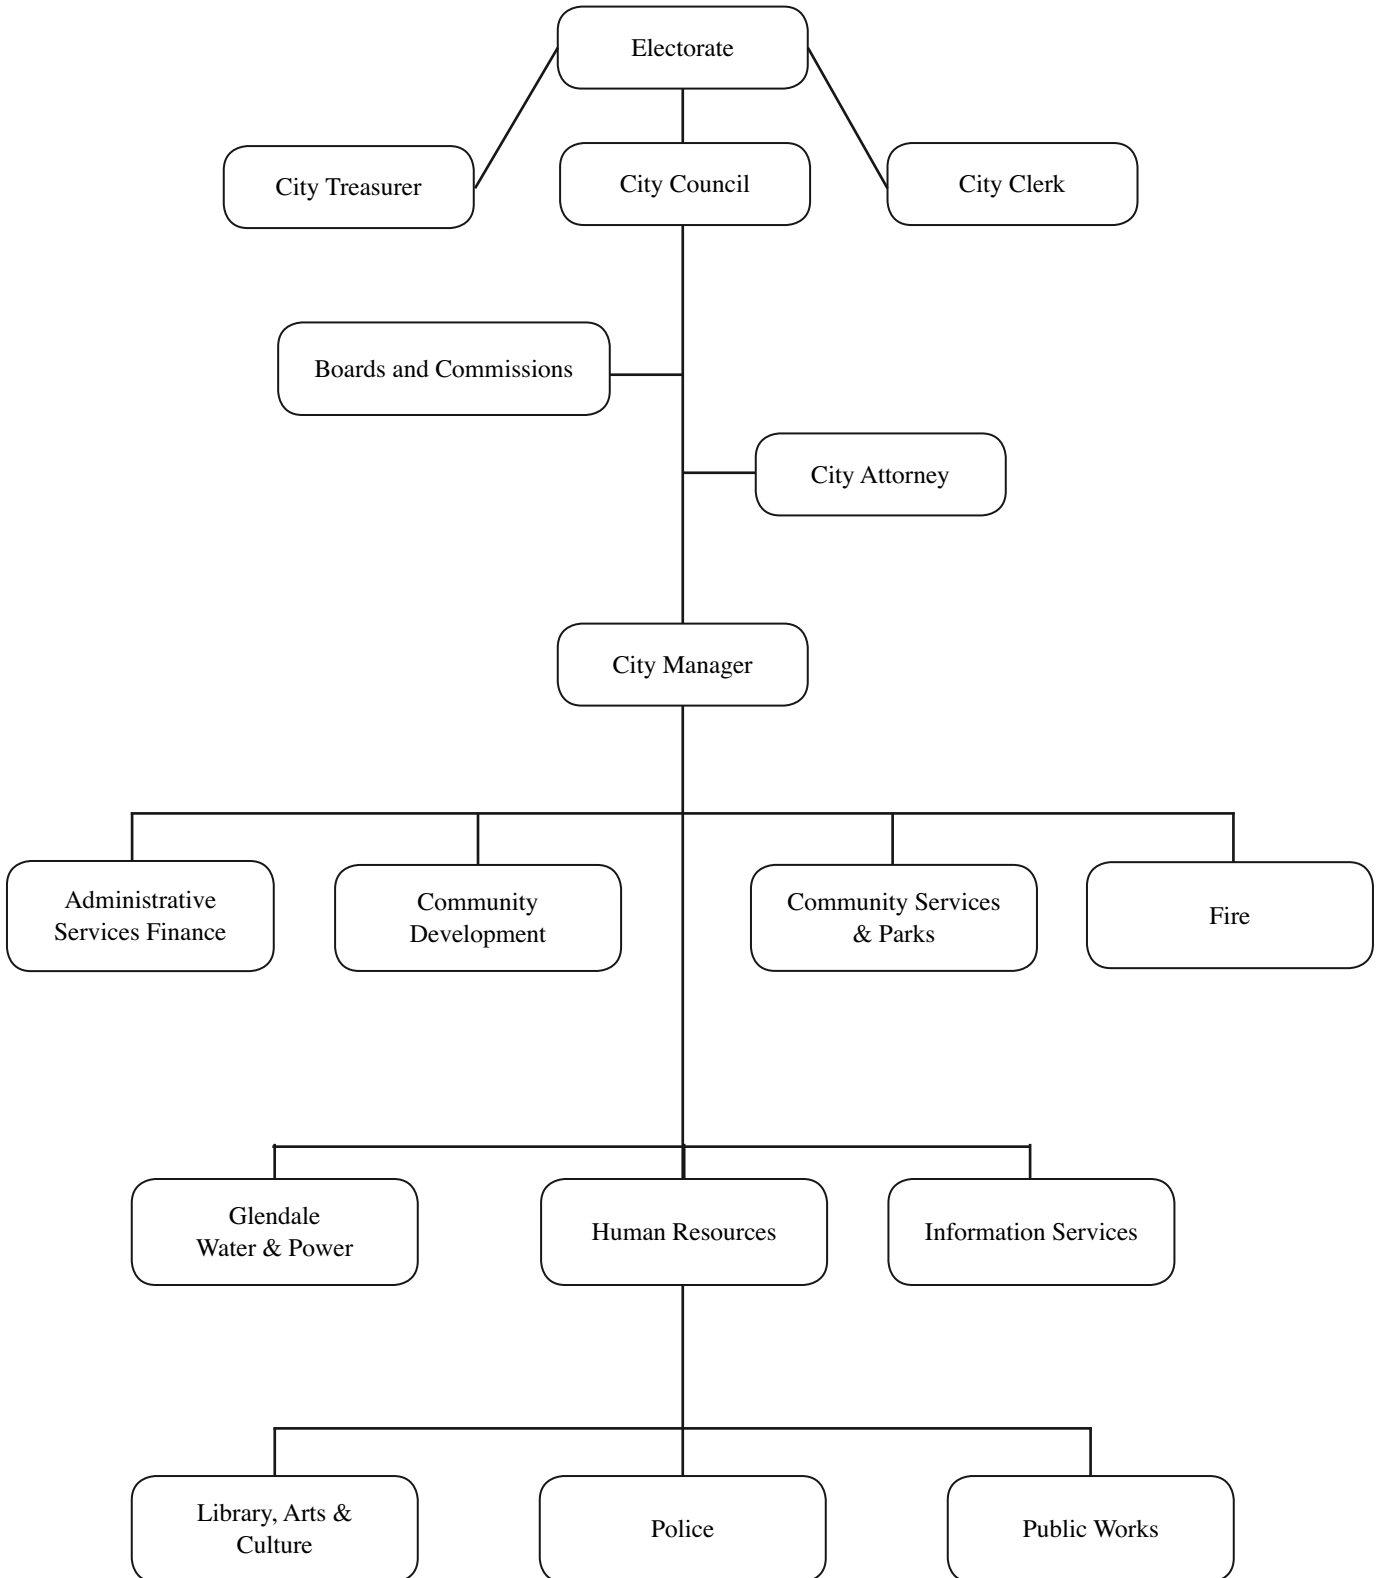 Electorate
City Treasurer
City Council
City Clerk
Boards and Commissions
City Attorney
City Manager
Administrative
Services Finance
Community
Development
Community Services
& Parks
Fire
Glendale
Water & Power
Human Resources
Information Services
Library, Arts &
Culture
Police
Public Works